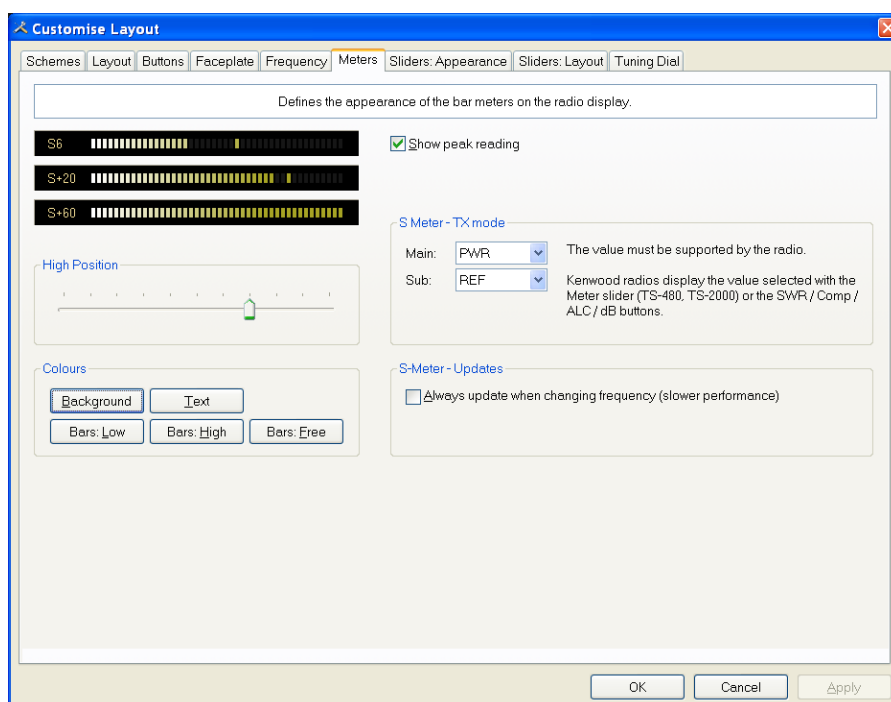 Customise Layout
Schemes Layout Buttons Faceplate Frequency Meters Sliders: Appearance Sliders: Layout Tuning Dial
Defines the appearance of the bar meters on the radio display.
S6
S+20
S+60
Show peak reading
S Meter - TX mode
Main: PWR
The value must be supported by the radio.
Sub: REF
Kenwood radios display the value selected with the
Meter slider (TS-480, TS-2000) or the SWR / Comp /
ALC / dB buttons.
High Position
Colours
Background Text
Bars: Low Bars: High Bars: Free
S-Meter - Updates
Always update when changing frequency (slower performance)
OK Cancel Apply